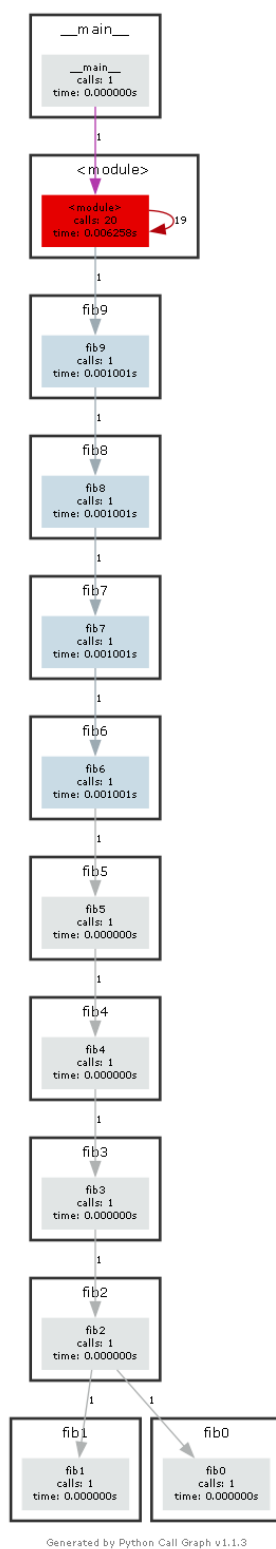 __main__
__main__
calls: 1
time: 0.000000s
1
<module>
<module>
calls: 20
time: 0.006258s
19
1
fib9
fib9
calls: 1
time: 0.001001s
1
fib8
fib8
calls: 1
time: 0.001001s
1
fib7
fib7
calls: 1
time: 0.001001s
1
fib6
fib6
calls: 1
time: 0.001001s
1
fib5
fib5
calls: 1
time: 0.000000s
1
fib4
fib4
calls: 1
time: 0.000000s
1
fib3
fib3
calls: 1
time: 0.000000s
1
fib2
fib2
calls: 1
time: 0.000000s
1
1
fib1
fib1
calls: 1
time: 0.000000s
fib0
fib0
calls: 1
time: 0.000000s
Generated by Python Call Graph v1.1.3